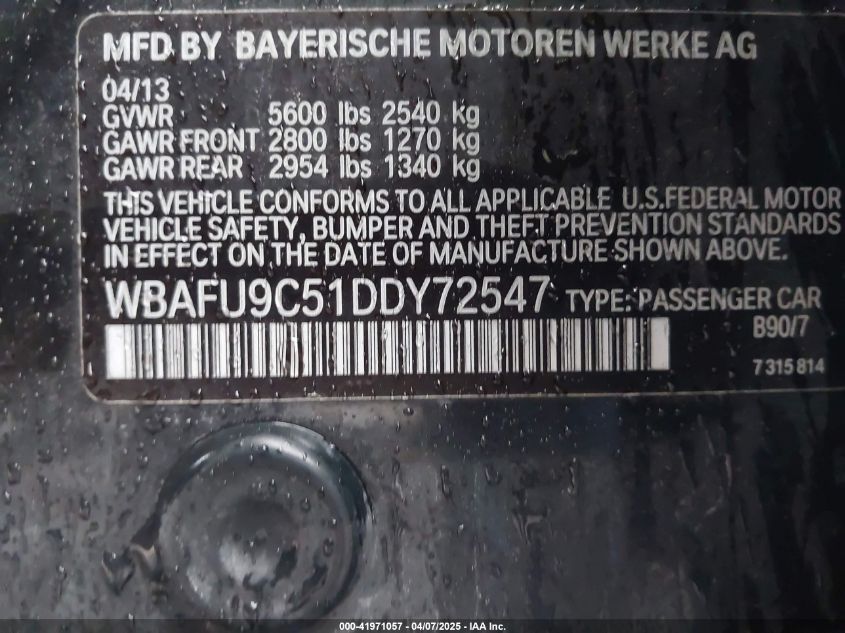 MFD BY BAYERISCHE MOTOREN WERKE AG
04/13
GVWR 5600 lbs 2540 kg
GAWR FRONT 2800 lbs 1270 kg
GAWR REAR 2954 lbs 1340 kg
THIS VEHICLE CONFORMS TO ALL APPLICABLE U.S.FEDERAL MOTOR
VEHICLE SAFETY, BUMPER AND THEFT PREVENTION STANDARDS
IN EFFECT ON THE DATE OF MANUFACTURE SHOWN ABOVE.
WBAFU9C51DDY72547 TYPE: PASSENGER CAR
B90/7
7 315 814
000-41971057 - 04/07/2025 - IAA Inc.